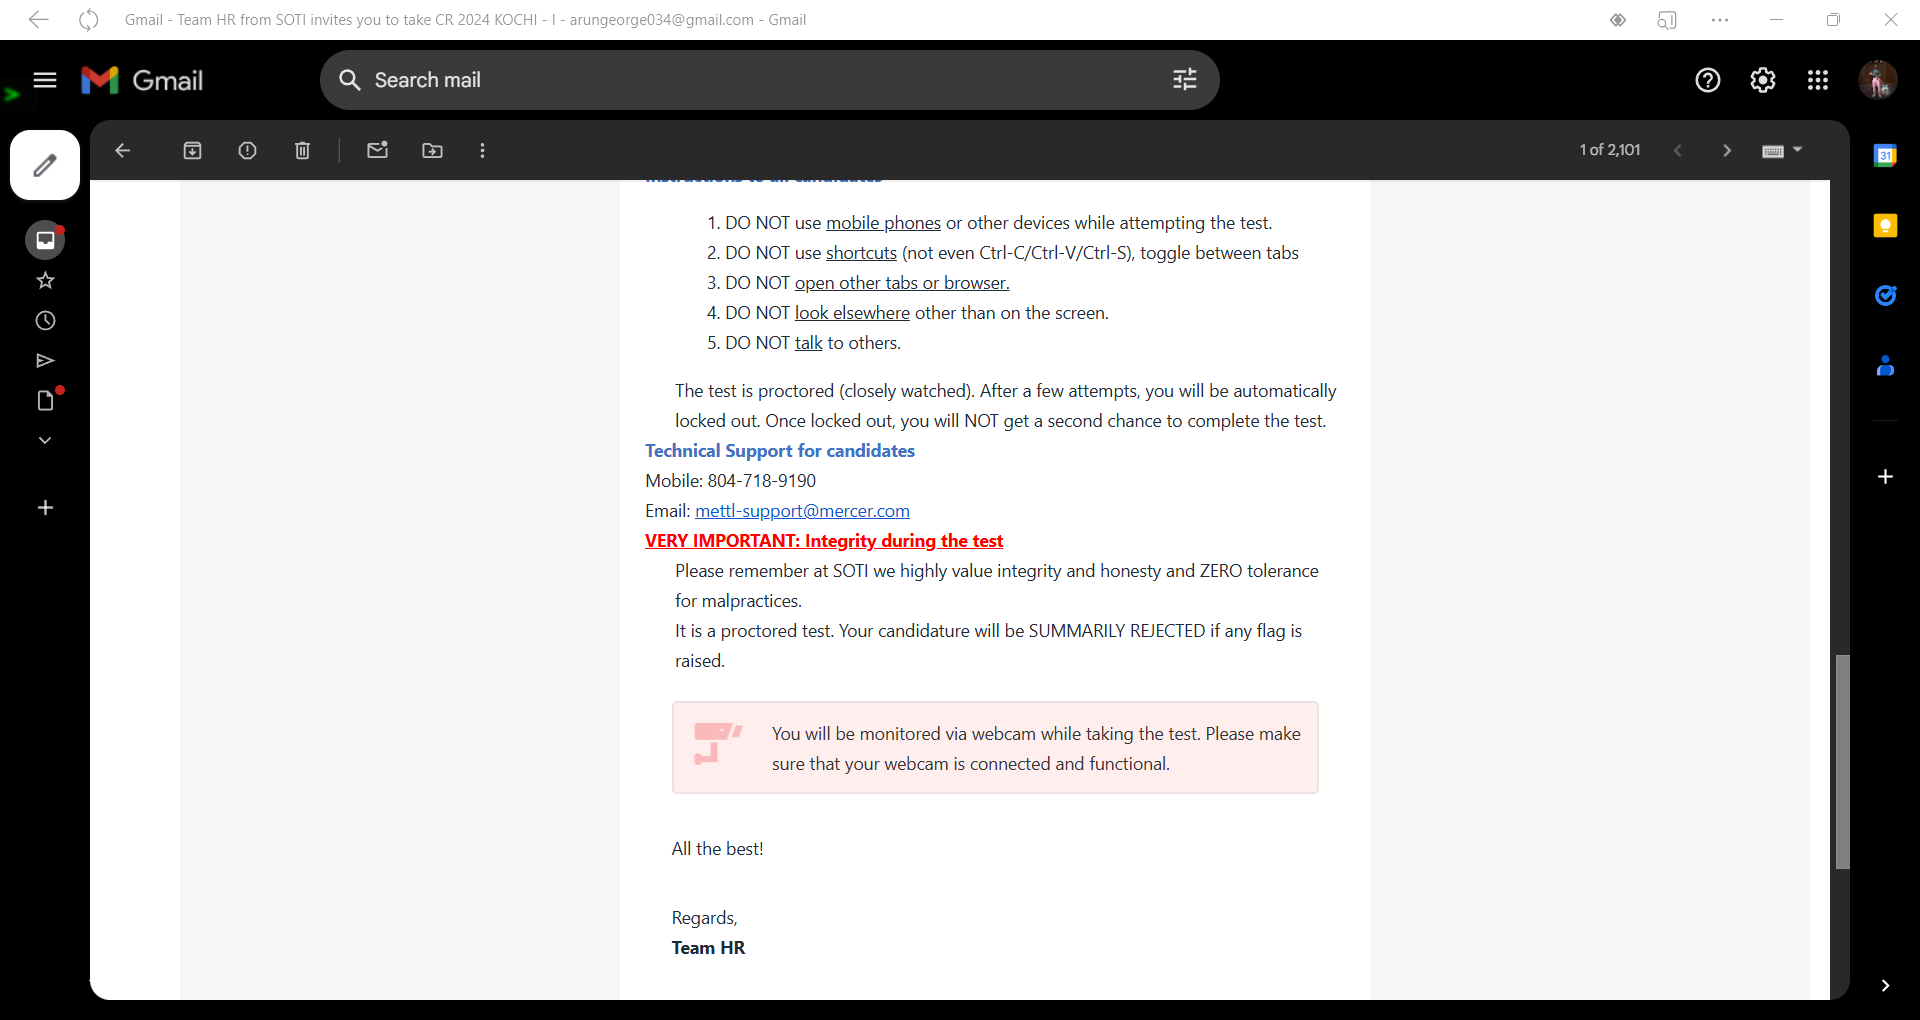 Gmail - Team HR from SOTI invites you to take CR 2024 KOCHI - I - arungeorge034@gmail.com - Gmail
Gmail
Search mail
1 of 2,101
31
Instructions to all candidates
1. DO NOT use mobile phones or other devices while attempting the test.
2. DO NOT use shortcuts (not even Ctrl-C/Ctrl-V/Ctrl-S), toggle between tabs
3. DO NOT open other tabs or browser.
4. DO NOT look elsewhere other than on the screen.
5. DO NOT talk to others.
The test is proctored (closely watched). After a few attempts, you will be automatically
locked out. Once locked out, you will NOT get a second chance to complete the test.
Technical Support for candidates
Mobile: 804-718-9190
Email: mettl-support@mercer.com
VERY IMPORTANT: Integrity during the test
Please remember at SOTI we highly value integrity and honesty and ZERO tolerance
for malpractices.
It is a proctored test. Your candidature will be SUMMARILY REJECTED if any flag is
raised.
You will be monitored via webcam while taking the test. Please make
sure that your webcam is connected and functional.
All the best!
Regards,
Team HR